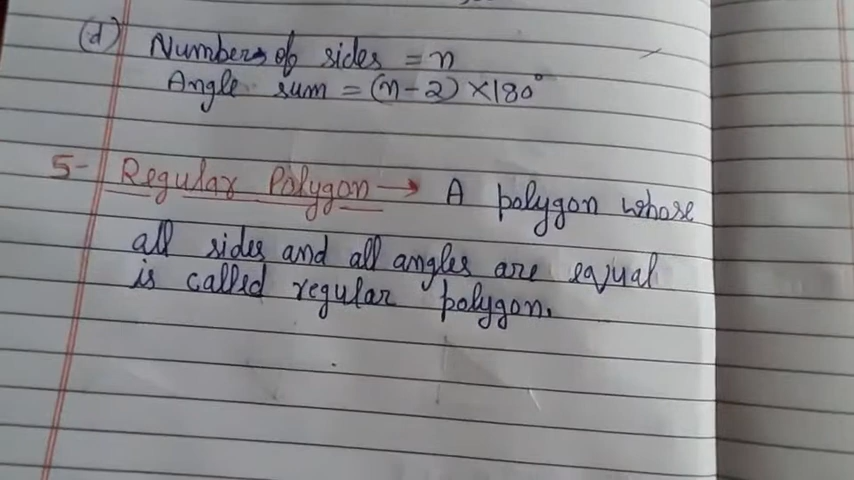 (d) Numbers of sides = n
Angle sum = (n-2) ×180°
5- Regular Polygon → A polygon whose
all sides and all angles are equal
is called regular polygon.